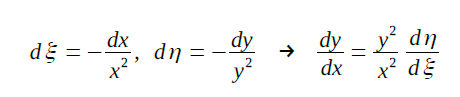 dξ = −dx/x², dη = −dy/y² → dy/dx = y²/x² dη/dξ